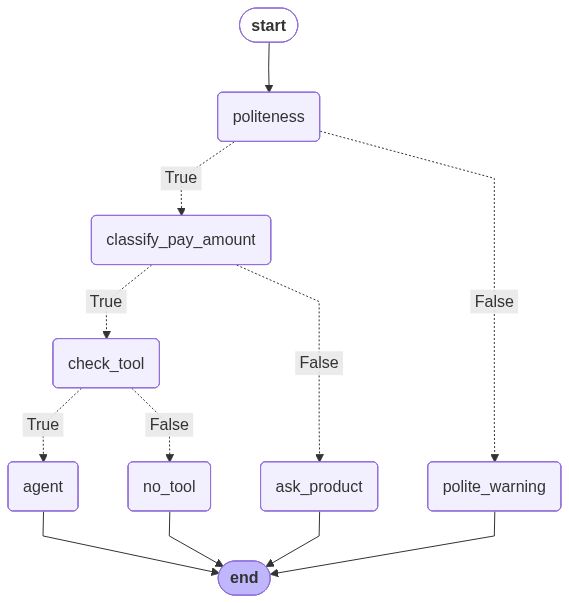 start
politeness
True
classify_pay_amount
True
False
check_tool
False
True
False
agent
no_tool
ask_product
polite_warning
end